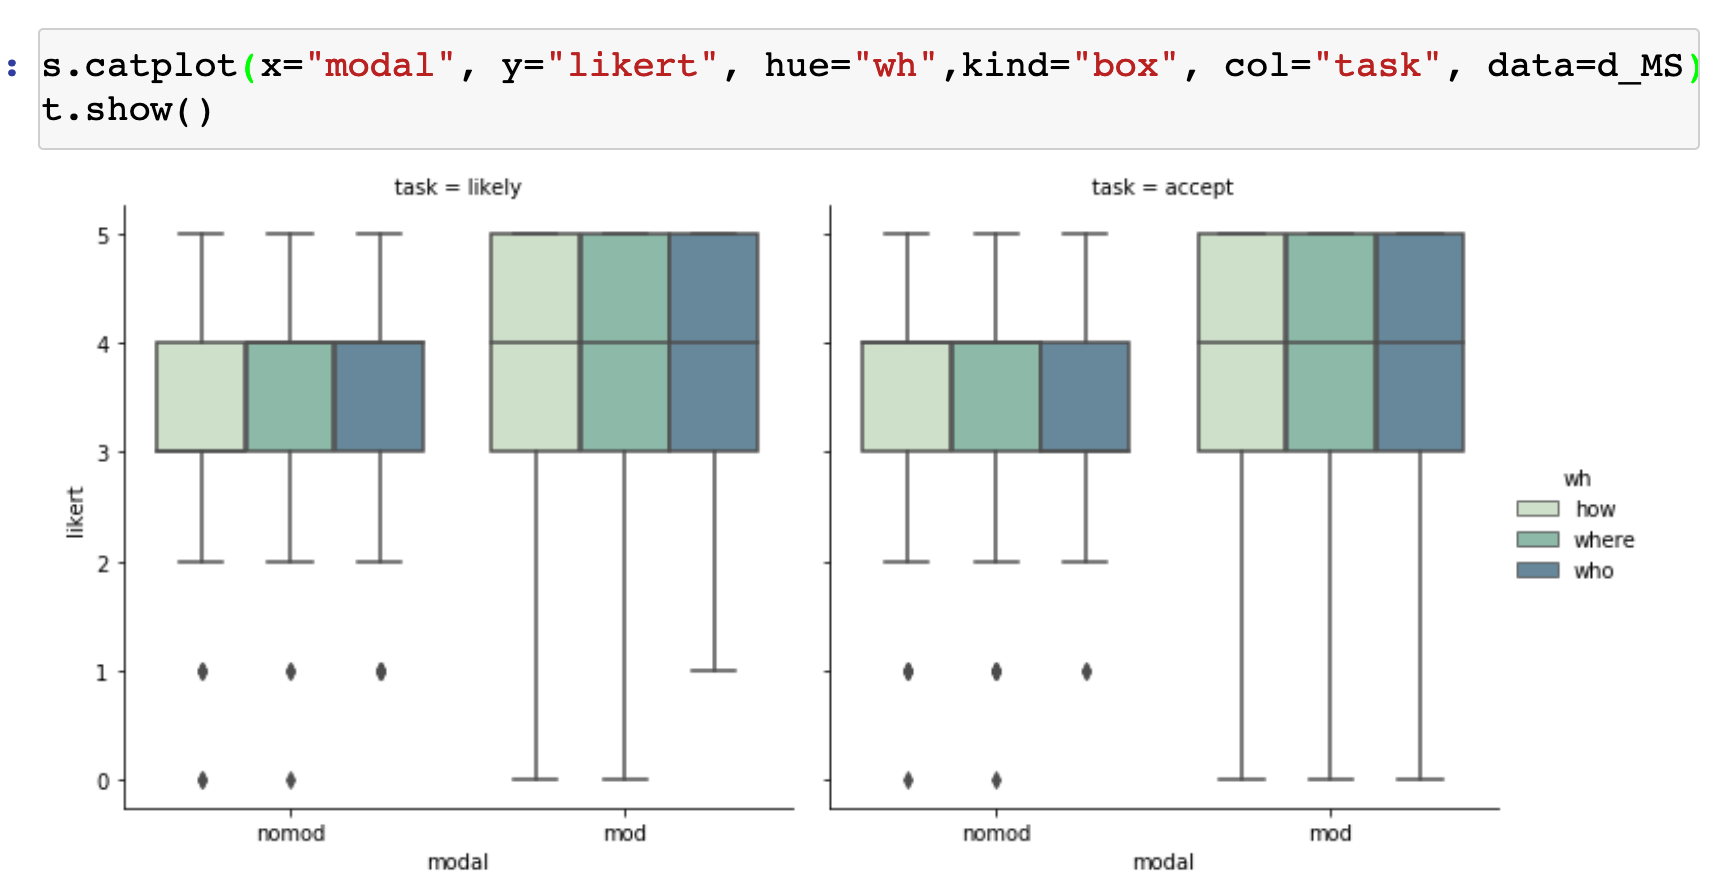 : s.catplot(x="modal", y="likert", hue="wh",kind="box", col="task", data=d_MS)
t.show()
task = likely
task = accept
5
4
3
2
1
0
likert
nomod
mod
modal
nomod
mod
modal
wh
how
where
who